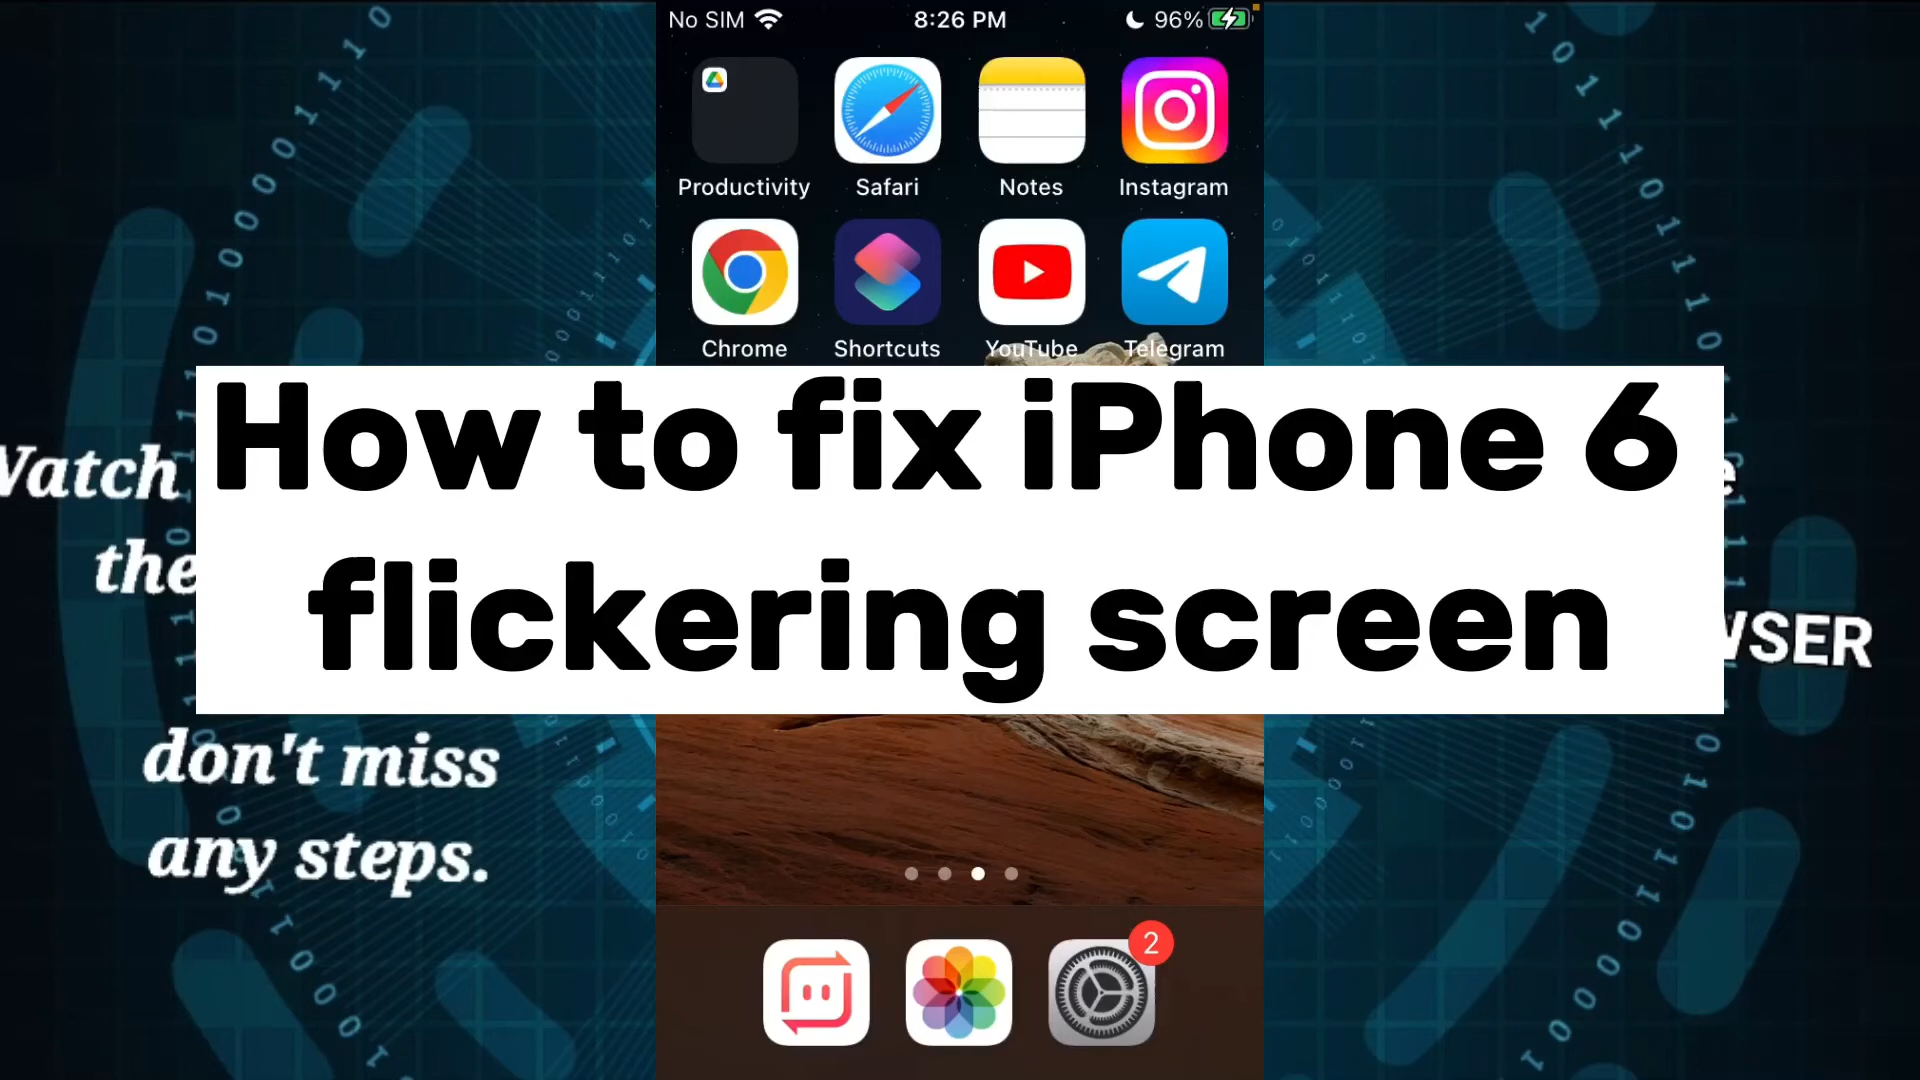 No SIM 8:26 PM 96%
Productivity Safari Notes Instagram
Chrome Shortcuts YouTube Telegram
How to fix iPhone 6
flickering screen
the
don't miss
any steps.
2